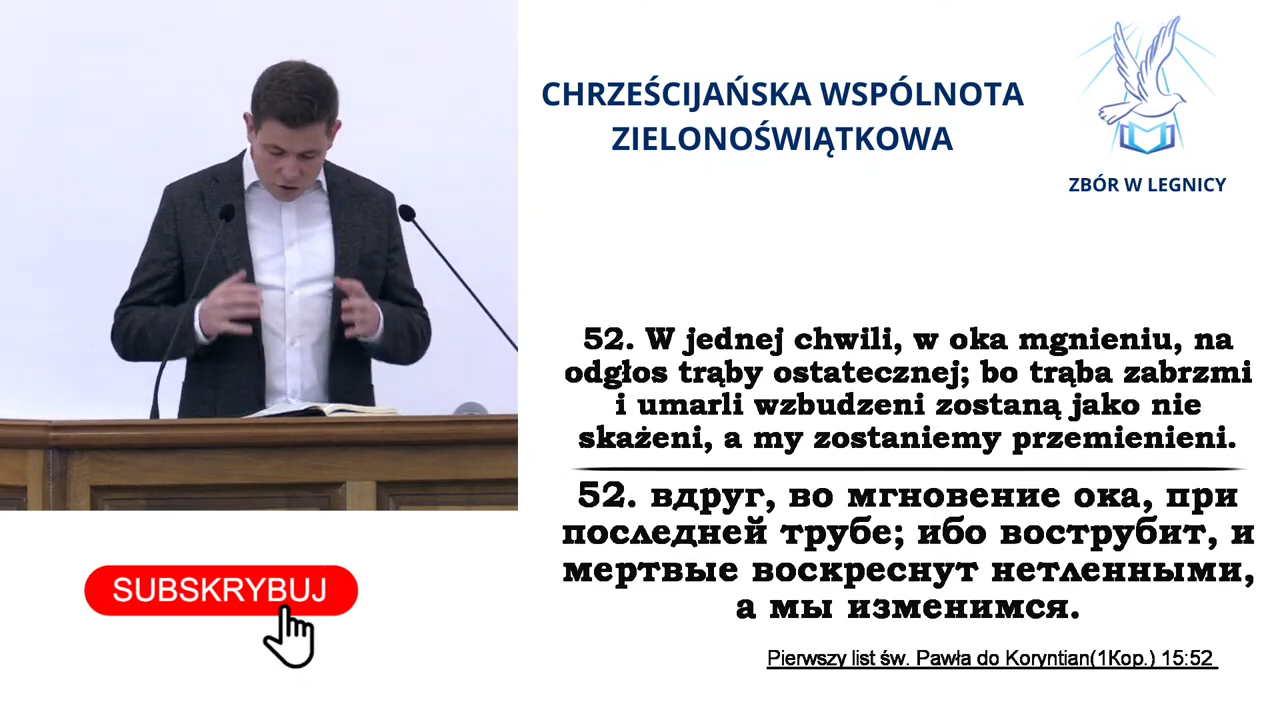 CHRZEŚCIJAŃSKA WSPÓLNOTA
ZIELONOŚWIĄTKOWA
ZBÓR W LEGNICY
52. W jednej chwili, w oka mgnieniu, na
odgłos trąby ostatecznej; bo trąba zabrzmi
i umarli wzbudzeni zostaną jako nie
skażeni, a my zostaniemy przemienieni.
52. вдруг, во мгновение ока, при
последней трубе; ибо вострубит, и
мертвые воскреснут нетленными,
а мы изменимся.
Pierwszy list św. Pawła do Koryntian(1Кор.) 15:52
SUBSKRYBUJ